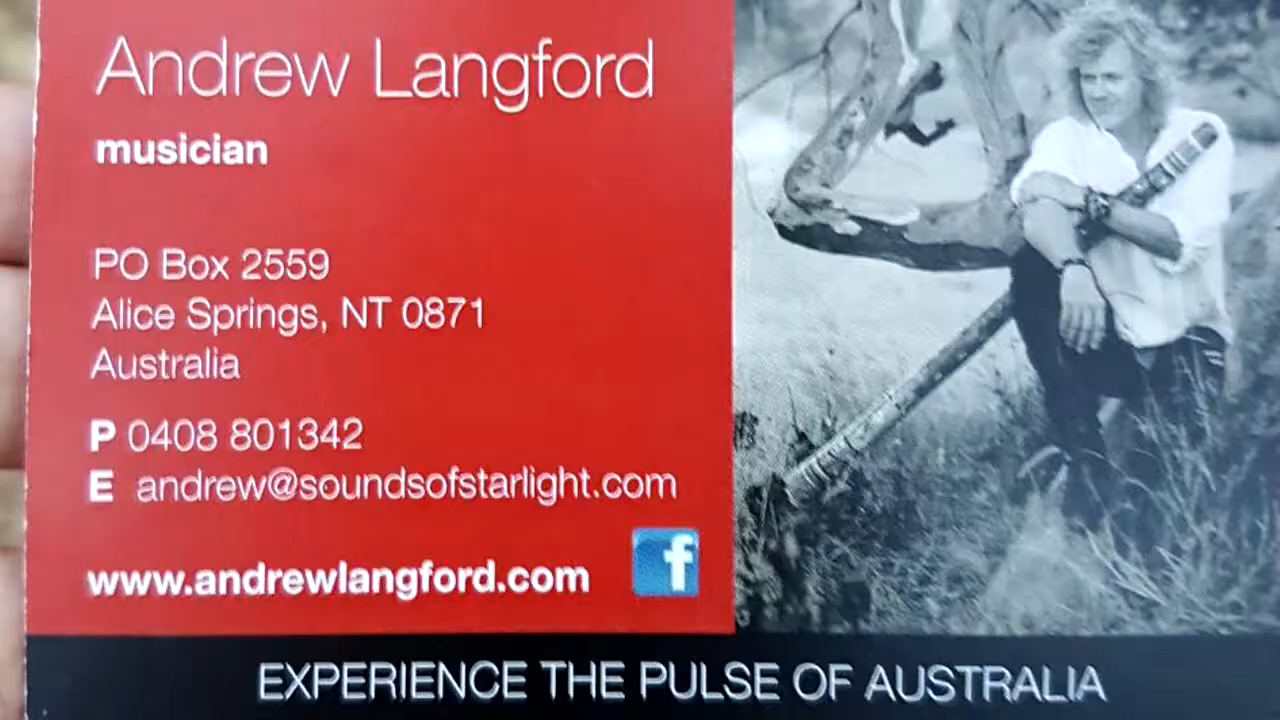 Andrew Langford
musician
PO Box 2559
Alice Springs, NT 0871
Australia
P 0408 801342
E andrew@soundsofstarlight.com
www.andrewlangford.com
f
EXPERIENCE THE PULSE OF AUSTRALIA